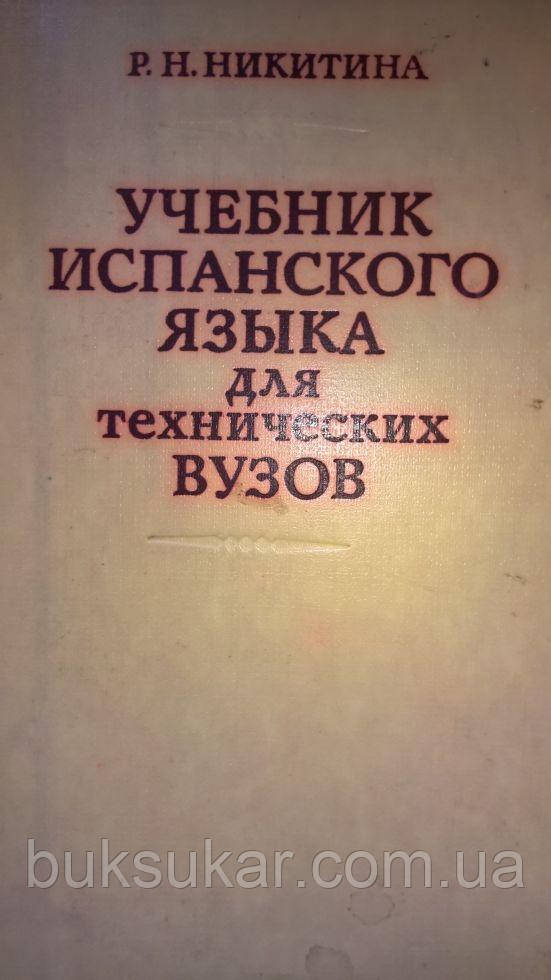 Р. Н. НИКИТИНА
УЧЕБНИК
ИСПАНСКОГО
ЯЗЫКА
для
технических
ВУЗОВ
buksukar.com.ua